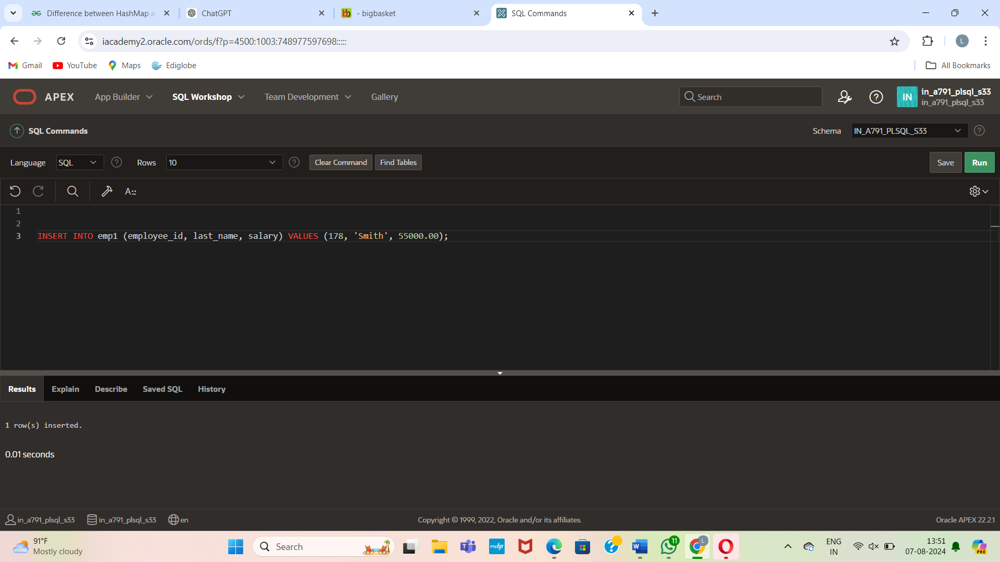 Difference between HashMap a
ChatGPT
- bigbasket
SQL Commands
iacademy2.oracle.com/ords/f?p=4500:1003:748977597698:::::
L
Gmail YouTube Maps Ediglobe All Bookmarks
APEX App Builder SQL Workshop Team Development Gallery Search IN in_a791_plsql_s33
in_a791_plsql_s33
SQL Commands Schema IN_A791_PLSQL_S33
Language SQL Rows 10 Clear Command Find Tables Save Run
A::
1
2
3 INSERT INTO emp1 (employee_id, last_name, salary) VALUES (178, 'Smith', 55000.00);
Results Explain Describe Saved SQL History
1 row(s) inserted.
0.01 seconds
in_a791_plsql_s33 in_a791_plsql_s33 en Copyright © 1999, 2022, Oracle and/or its affiliates. Oracle APEX 22.2.1
91°F
Mostly cloudy
Search
myhp
W
11
L
ENG
IN
13:51
07-08-2024
PRE